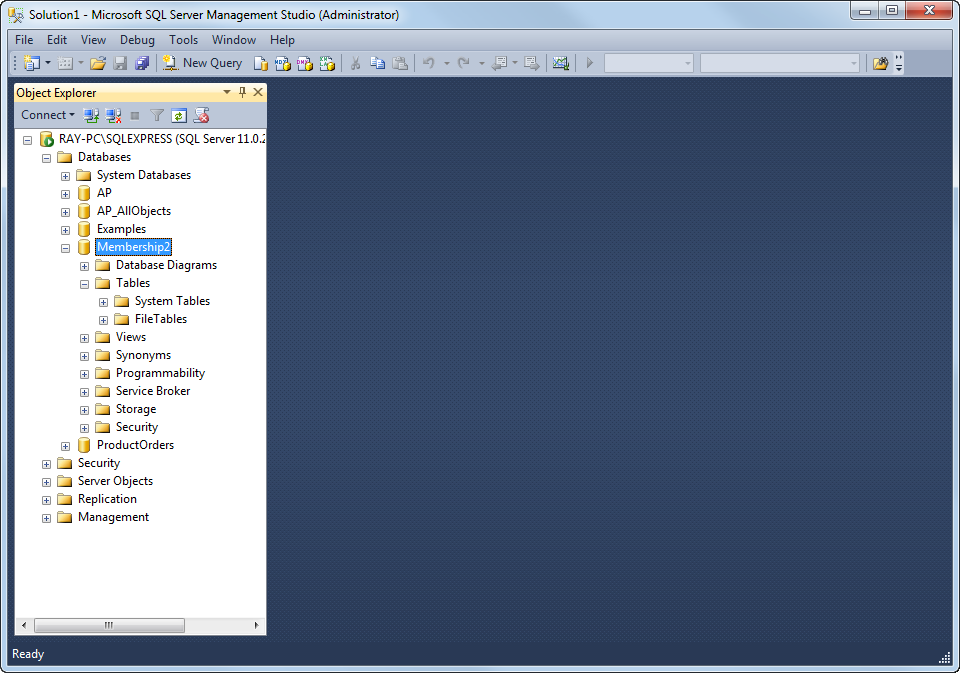 Solution1 - Microsoft SQL Server Management Studio (Administrator)
File Edit View Debug Tools Window Help
New Query
Object Explorer
Connect
RAY-PC\SQLEXPRESS (SQL Server 11.0.2
Databases
System Databases
AP
AP_AllObjects
Examples
Membership2
Database Diagrams
Tables
System Tables
FileTables
Views
Synonyms
Programmability
Service Broker
Storage
Security
ProductOrders
Security
Server Objects
Replication
Management
Ready